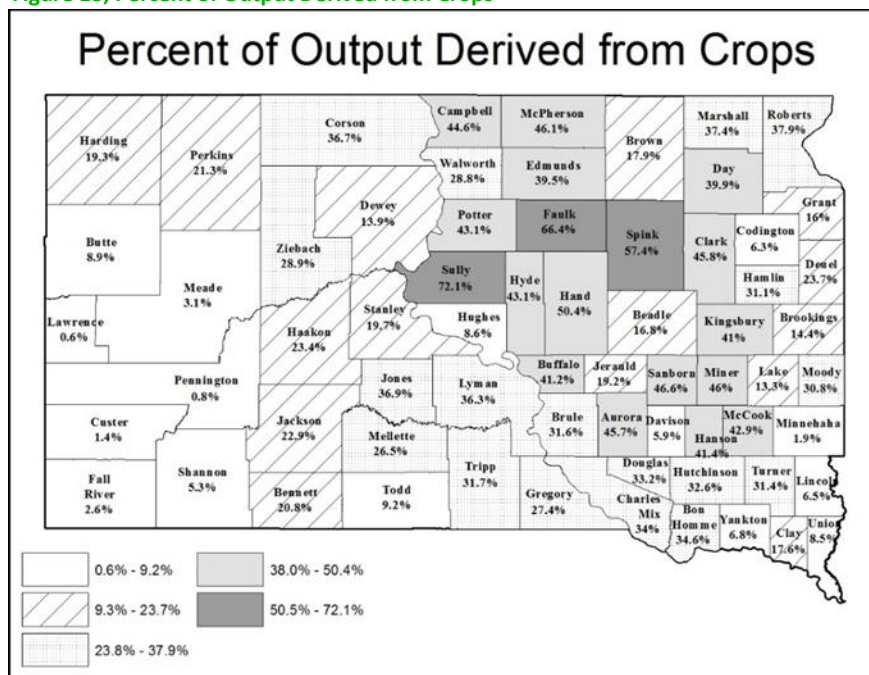 Percent of Output Derived from Crops
Harding
19.3%
Perkins
21.3%
Corson
36.7%
Campbell
44.6%
McPherson
46.1%
Brown
17.9%
Marshall
37.4%
Roberts
37.9%
Walworth
28.8%
Edmunds
39.5%
Day
39.9%
Dewey
13.9%
Ziebach
28.9%
Potter
43.1%
Faulk
66.4%
Spink
57.4%
Clark
45.8%
Codington
6.3%
Grant
16%
Butte
8.9%
Meade
3.1%
Sully
72.1%
Hyde
43.1%
Hand
50.4%
Hamlin
31.1%
Deuel
23.7%
Lawrence
0.6%
Haakon
23.4%
Stanley
19.7%
Hughes
8.6%
Beadle
16.8%
Kingsbury
41%
Brookings
14.4%
Pennington
0.8%
Jones
36.9%
Lyman
36.3%
Buffalo
41.2%
Jerauld
19.2%
Sanborn
46.6%
Miner
46%
Lake
13.3%
Moody
30.8%
Custer
1.4%
Jackson
22.9%
Mellette
26.5%
Brule
31.6%
Aurora
45.7%
Davison
5.9%
Hanson
41.4%
McCook
42.9%
Minnehaha
1.9%
Fall
River
2.6%
Shannon
5.3%
Bennett
20.8%
Todd
9.2%
Tripp
31.7%
Gregory
27.4%
Douglas
33.2%
Charles
Mix
34%
Hutchinson
32.6%
Turner
31.4%
Lincoln
6.5%
Bon
Homme
34.6%
Yankton
6.8%
Clay
17.6%
Union
8.5%
0.6% - 9.2%
9.3% - 23.7%
23.8% - 37.9%
38.0% - 50.4%
50.5% - 72.1%